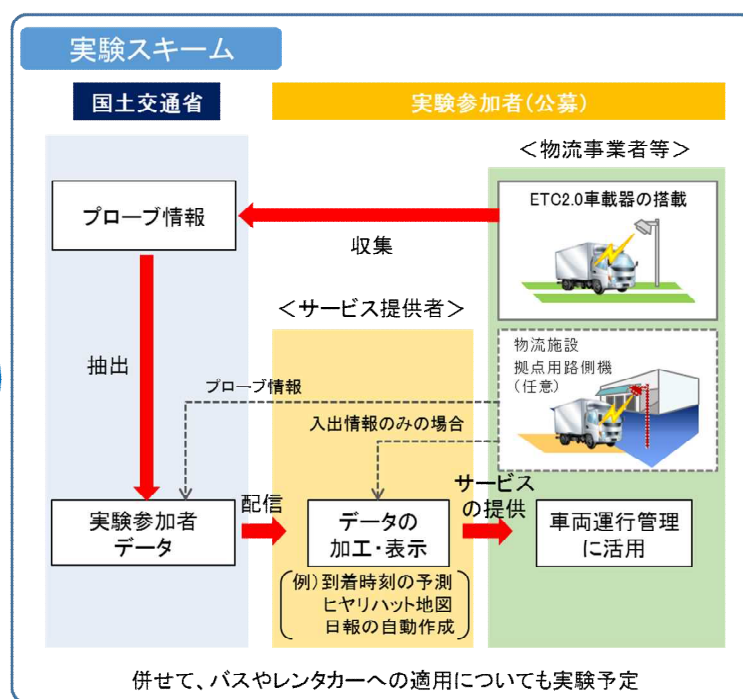 実験スキーム
国土交通省
実験参加者(公募)
＜物流事業者等＞
ETC2.0車載器の搭載
プローブ情報
収集
＜サービス提供者＞
物流施設
拠点用路側機
(任意)
抽出
プローブ情報
入出情報のみの場合
配信
サービス
の提供
実験参加者
データ
データの
加工・表示
車両運行管理
に活用
例)到着時刻の予測
ヒヤリハット地図
日報の自動作成
併せて、バスやレンタカーへの適用についても実験予定